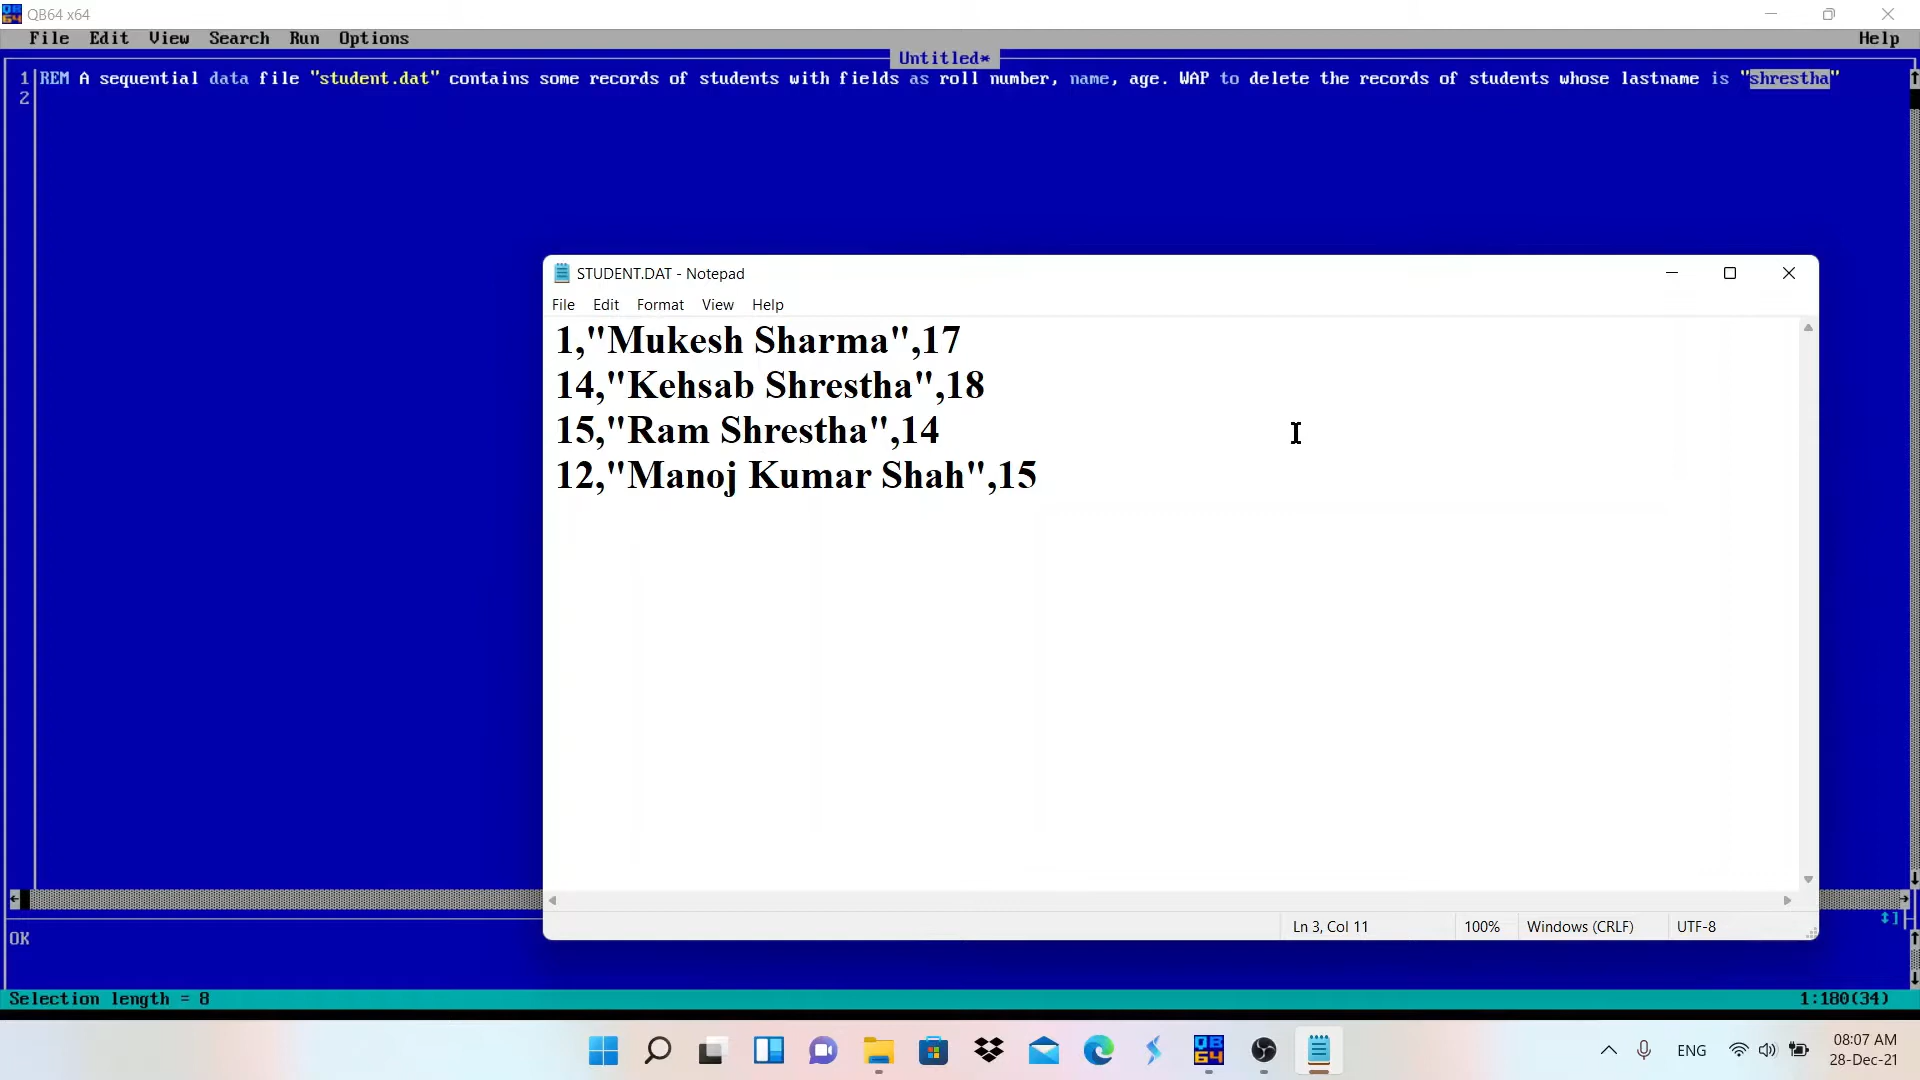 QB64 x64
File Edit View Search Run Options Help
Untitled*
1 REM A sequential data file "student.dat" contains some records of students with fields as roll number, name, age. WAP to delete the records of students whose lastname is "shrestha"
2
STUDENT.DAT - Notepad
File Edit Format View Help
1,"Mukesh Sharma",17
14,"Kehsab Shrestha",18
15,"Ram Shrestha",14
12,"Manoj Kumar Shah",15
Ln 3, Col 11 100% Windows (CRLF) UTF-8
OK
Selection length = 8 1:180(34)
QB
64
ENG
08:07 AM
28-Dec-21